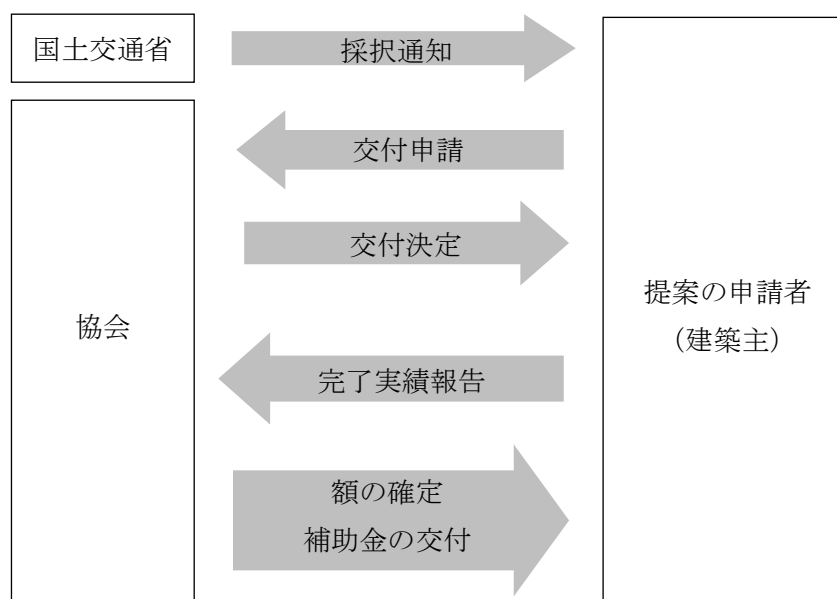 国土交通省
採択通知
交付申請
交付決定
協会
提案の申請者
（建築主）
完了実績報告
額の確定
補助金の交付